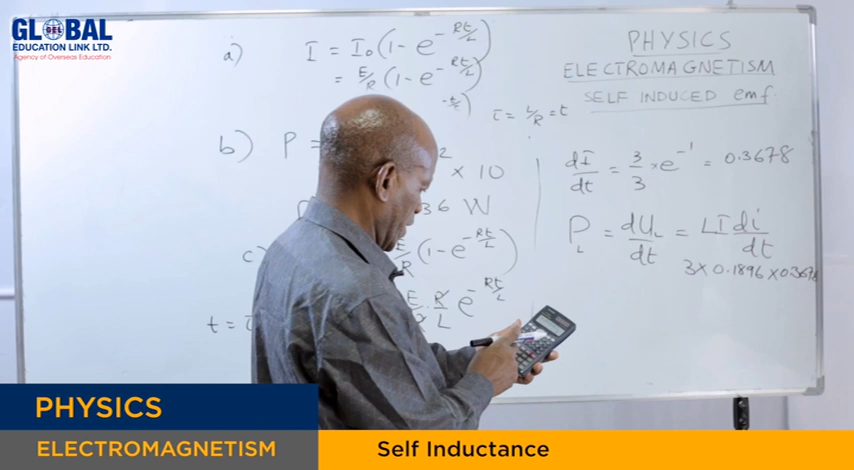 GLOBAL
GEL
EDUCATION LINK LTD.
Agency of Overseas Education
a) I = I₀(1 - e^-Rt/L)
= E/R (1 - e^-Rt/L)
-t/τ)
b) P =
2 × 10
36 W
c)
E/R (1 - e^-Rt/L)
t = τ
E/R · R/L e^-Rt/L
PHYSICS
ELECTROMAGNETISM
SELF INDUCED emf
τ = L/R = t
dI/dt = 3/3 × e^-1 = 0.3678
P_L = dU_L/dt = LI di/dt
3 × 0.1896 × 0.3678
PHYSICS
ELECTROMAGNETISM
Self Inductance